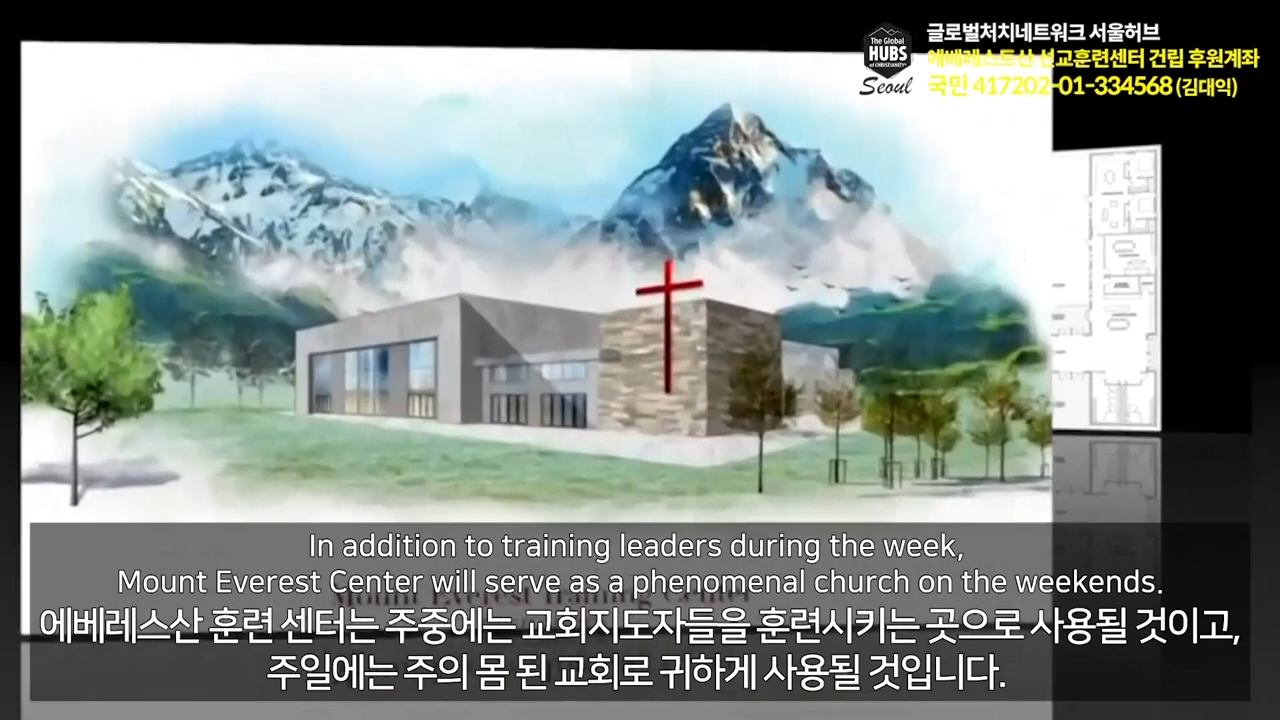 The Global
HUBS
of CHRISTIANITY
Seoul
글로벌처치네트워크 서울허브
에베레스트산 선교훈련센터 건립 후원계좌
국민 417202-01-334568 (김대익)
Mount Everest Training Center
In addition to training leaders during the week,
Mount Everest Center will serve as a phenomenal church on the weekends.
에베레스산 훈련 센터는 주중에는 교회지도자들을 훈련시키는 곳으로 사용될 것이고,
주일에는 주의 몸 된 교회로 귀하게 사용될 것입니다.